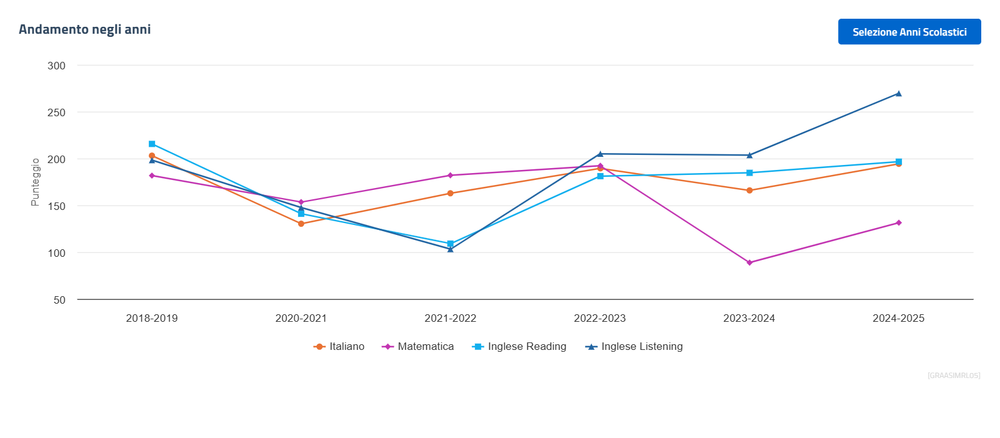 Andamento negli anni
Selezione Anni Scolastici
300
250
200
150
100
50
Punteggio
2018-2019 2020-2021 2021-2022 2022-2023 2023-2024 2024-2025
Italiano Matematica Inglese Reading Inglese Listening
[GRAASIMRL05]